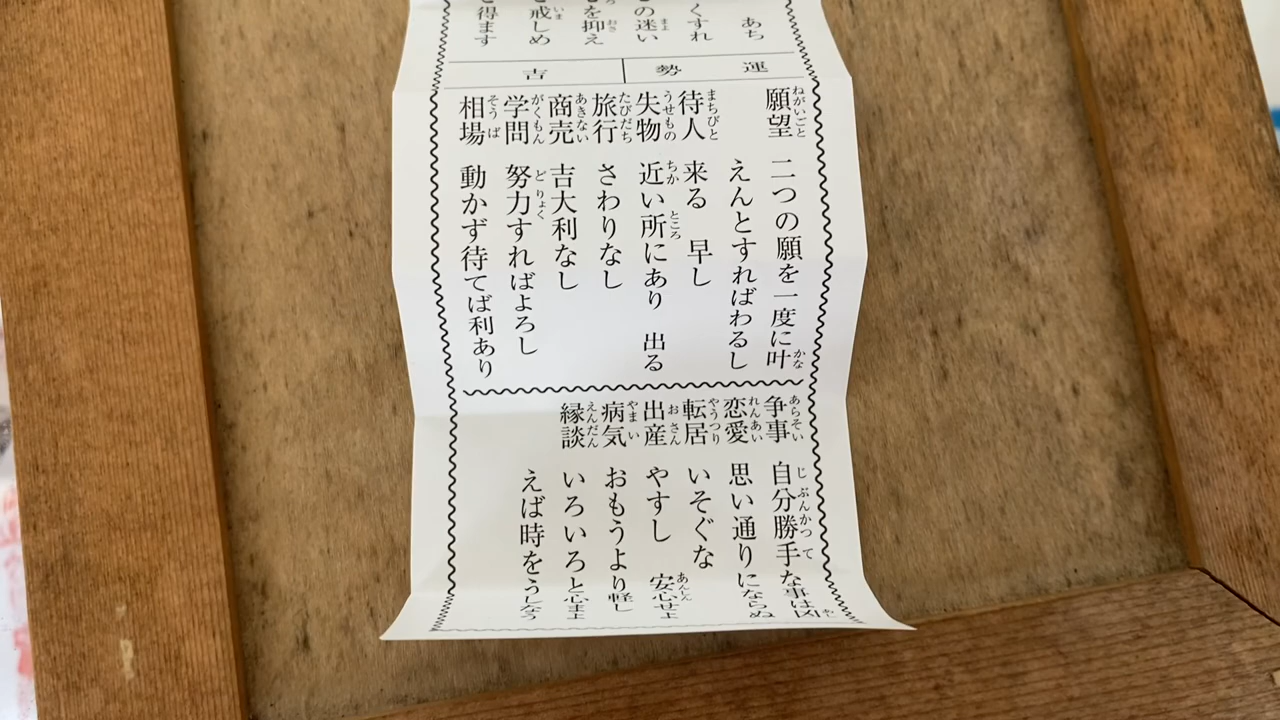 あち
くすれ
の迷い
を抑え
戒しめ
得ます
運勢
吉
願望 二つの願を一度に叶
えんとすればわるし
待人 来る 早し
失物 近い所にあり 出る
旅行 さわりなし
商売 吉大利なし
学問 努力すればよろし
相場 動かず待てば利あり
争事 自分勝手な事は凶
恋愛 思い通りにならぬ
転居 いそぐな
出産 やすし 安心せよ
病気 おもうより軽し
縁談 いろいろと心まよ
えば時をうしなう